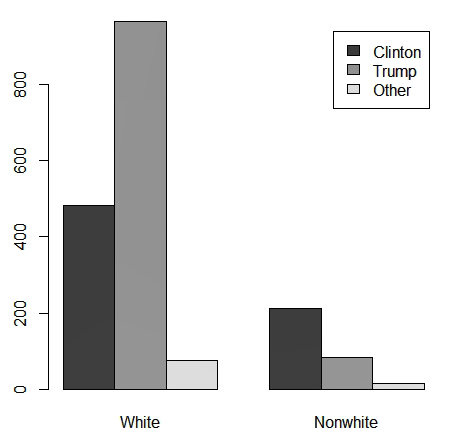 Clinton
Trump
Other
800
600
400
200
0
White
Nonwhite